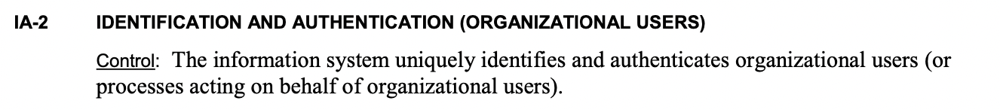 IA-2 IDENTIFICATION AND AUTHENTICATION (ORGANIZATIONAL USERS)
Control: The information system uniquely identifies and authenticates organizational users (or
processes acting on behalf of organizational users).